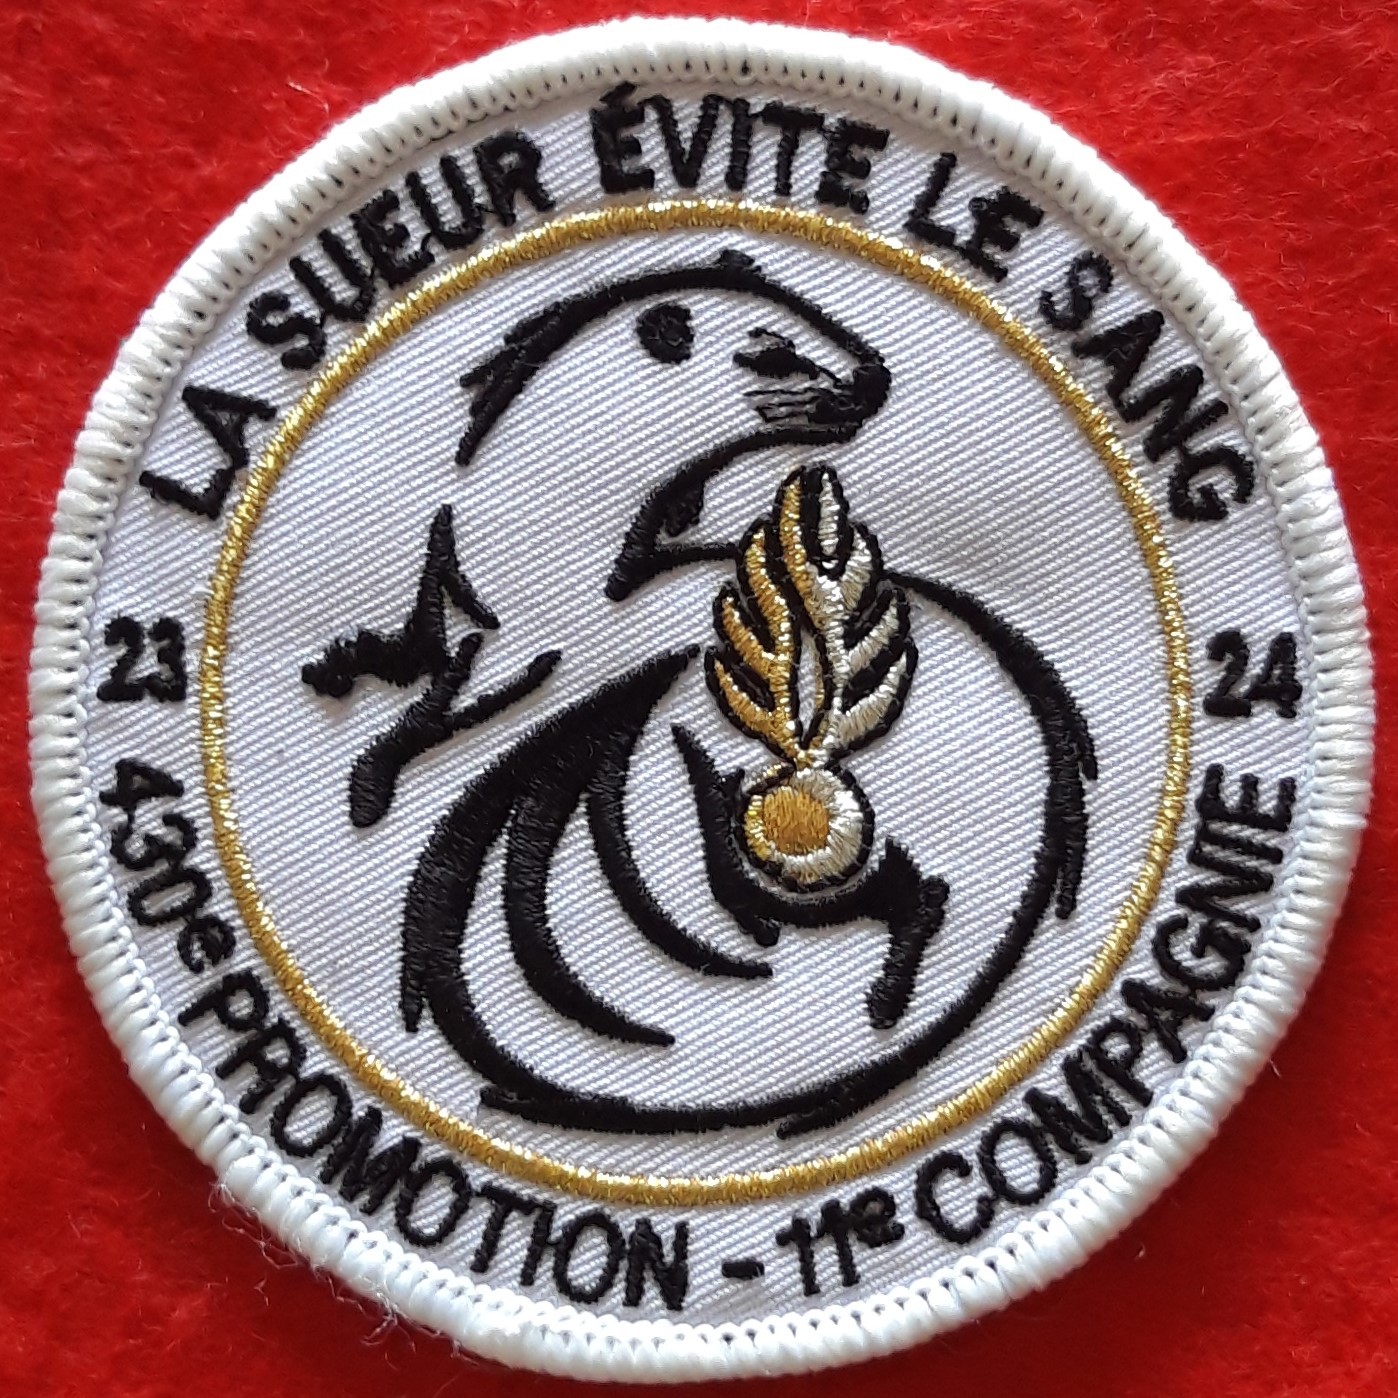 LA SUEUR ÉVITE LE SANG
23
24
430e PROMOTION - 11e COMPAGNIE